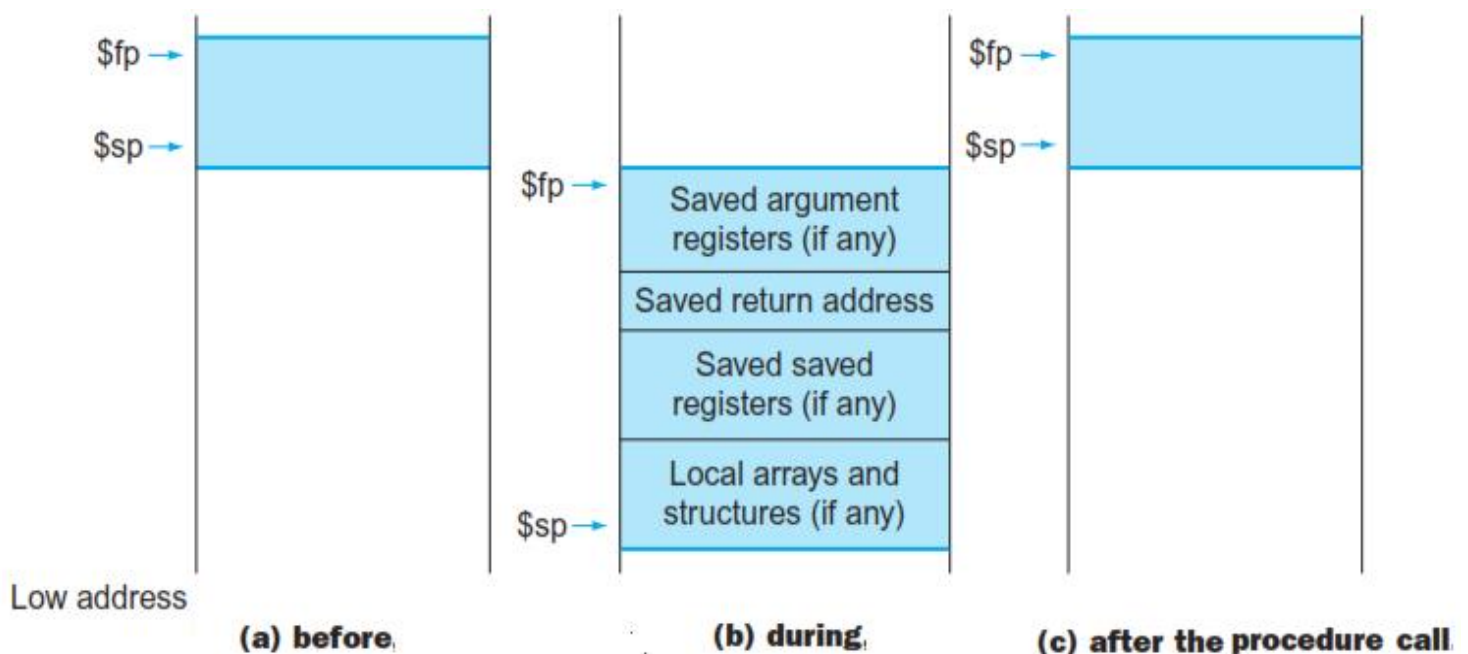 $fp
$sp
$fp
Saved argument
registers (if any)
Saved return address
Saved saved
registers (if any)
Local arrays and
structures (if any)
$sp
$fp
$sp
Low address
(a) before,
(b) during,
(c) after the procedure call.